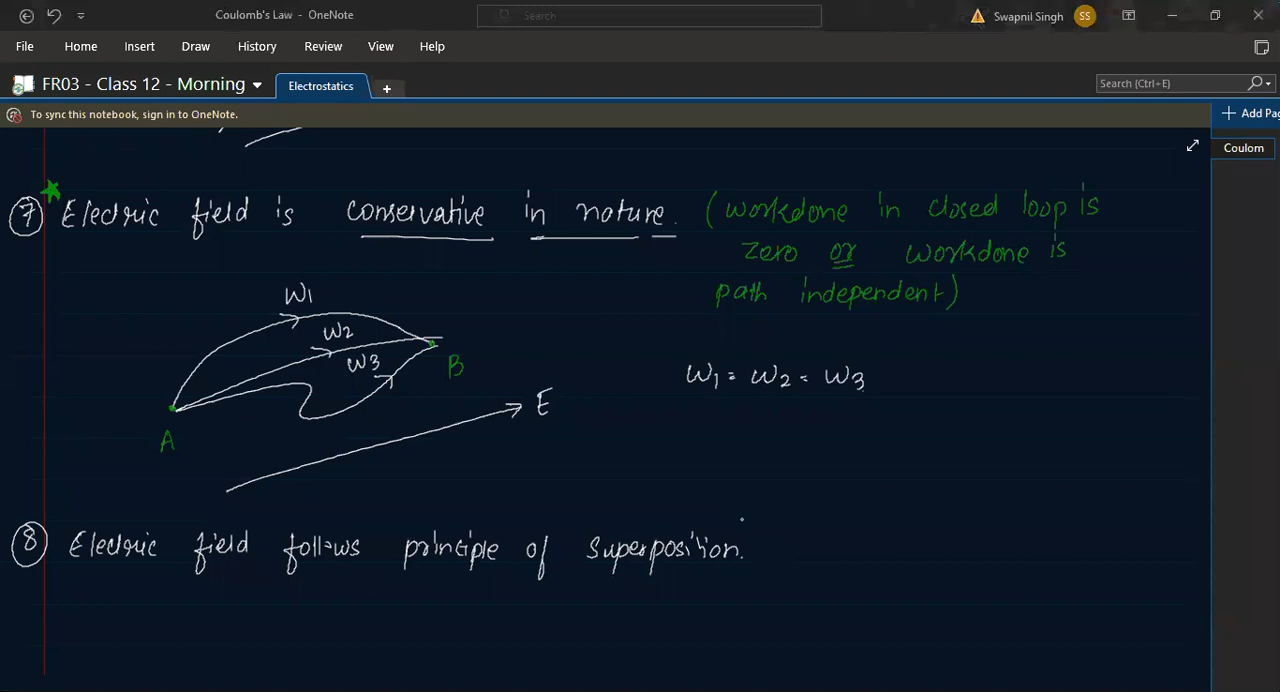 Coulomb's Law - OneNote
Search
Swapnil Singh
SS
File Home Insert Draw History Review View Help
FR03 - Class 12 - Morning
Electrostatics
+
Search (Ctrl+E)
To sync this notebook, sign in to OneNote.
+ Add Pag
Coulom
7 Electric field is conservative in nature. (workdone in closed loop is
zero or workdone is
path independent)
W1
W2
W3
B
W1 = W2 = W3
E
A
8 Electric field follows principle of superposition.